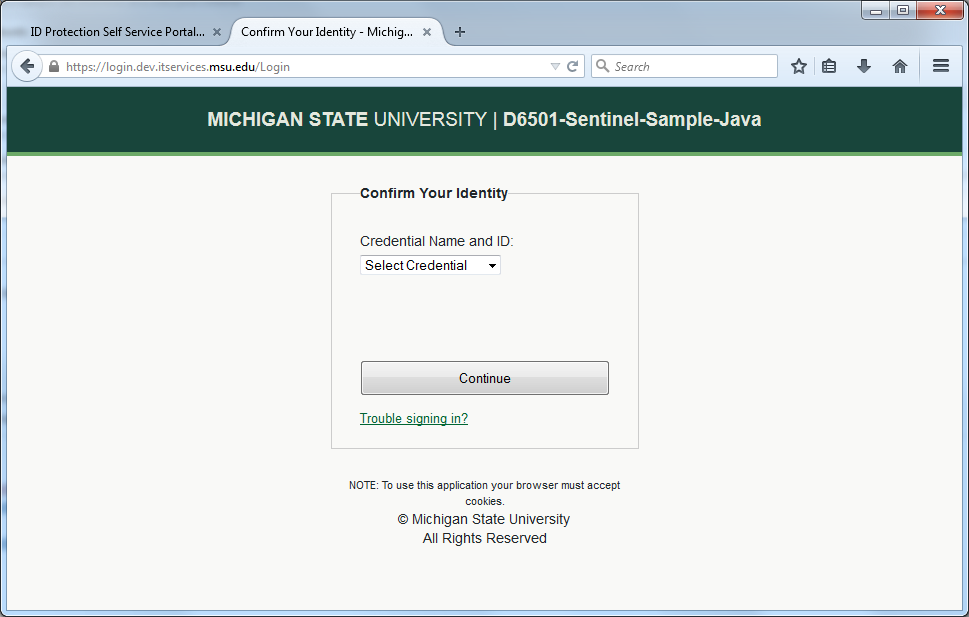 ID Protection Self Service Portal...
Confirm Your Identity - Michig...
https://login.dev.itservices.msu.edu/Login
Search
MICHIGAN STATE UNIVERSITY | D6501-Sentinel-Sample-Java
Confirm Your Identity
Credential Name and ID:
Select Credential
Continue
Trouble signing in?
NOTE: To use this application your browser must accept
cookies.
© Michigan State University
All Rights Reserved